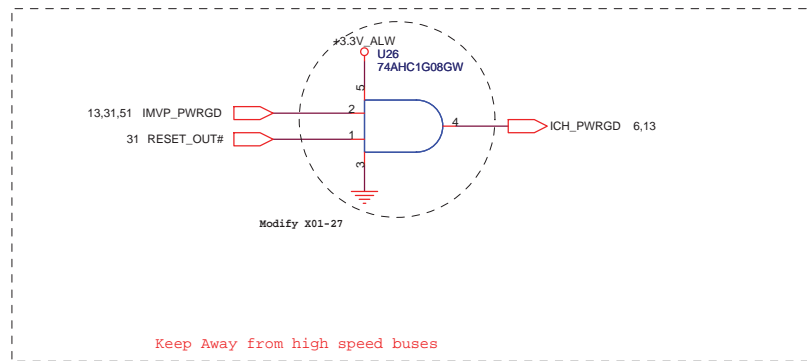 +3.3V_ALW
U26
74AHC1G08GW
5
13,31,51 IMVP_PWRGD
2
4
ICH_PWRGD 6,13
31 RESET_OUT#
1
3
Modify X01-27
Keep Away from high speed buses